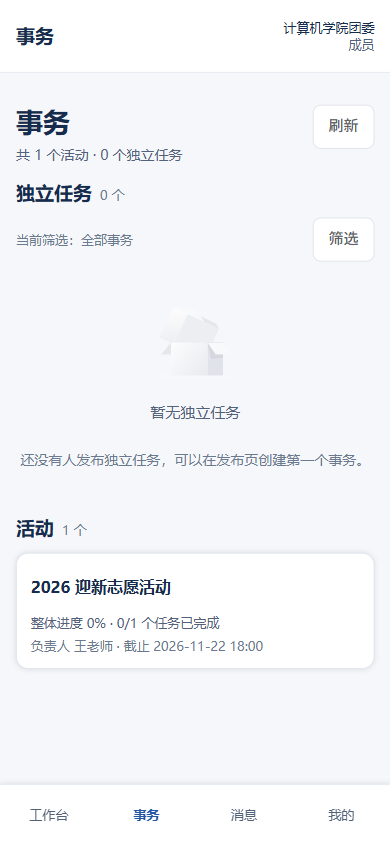 事务
计算机学院团委
成员
事务
刷新
共 1 个活动 · 0 个独立任务
独立任务 0 个
当前筛选：全部事务
筛选
暂无独立任务
还没有人发布独立任务，可以在发布页创建第一个事务。
活动 1 个
2026 迎新志愿活动
整体进度 0% · 0/1 个任务已完成
负责人 王老师 · 截止 2026-11-22 18:00
工作台
事务
消息
我的